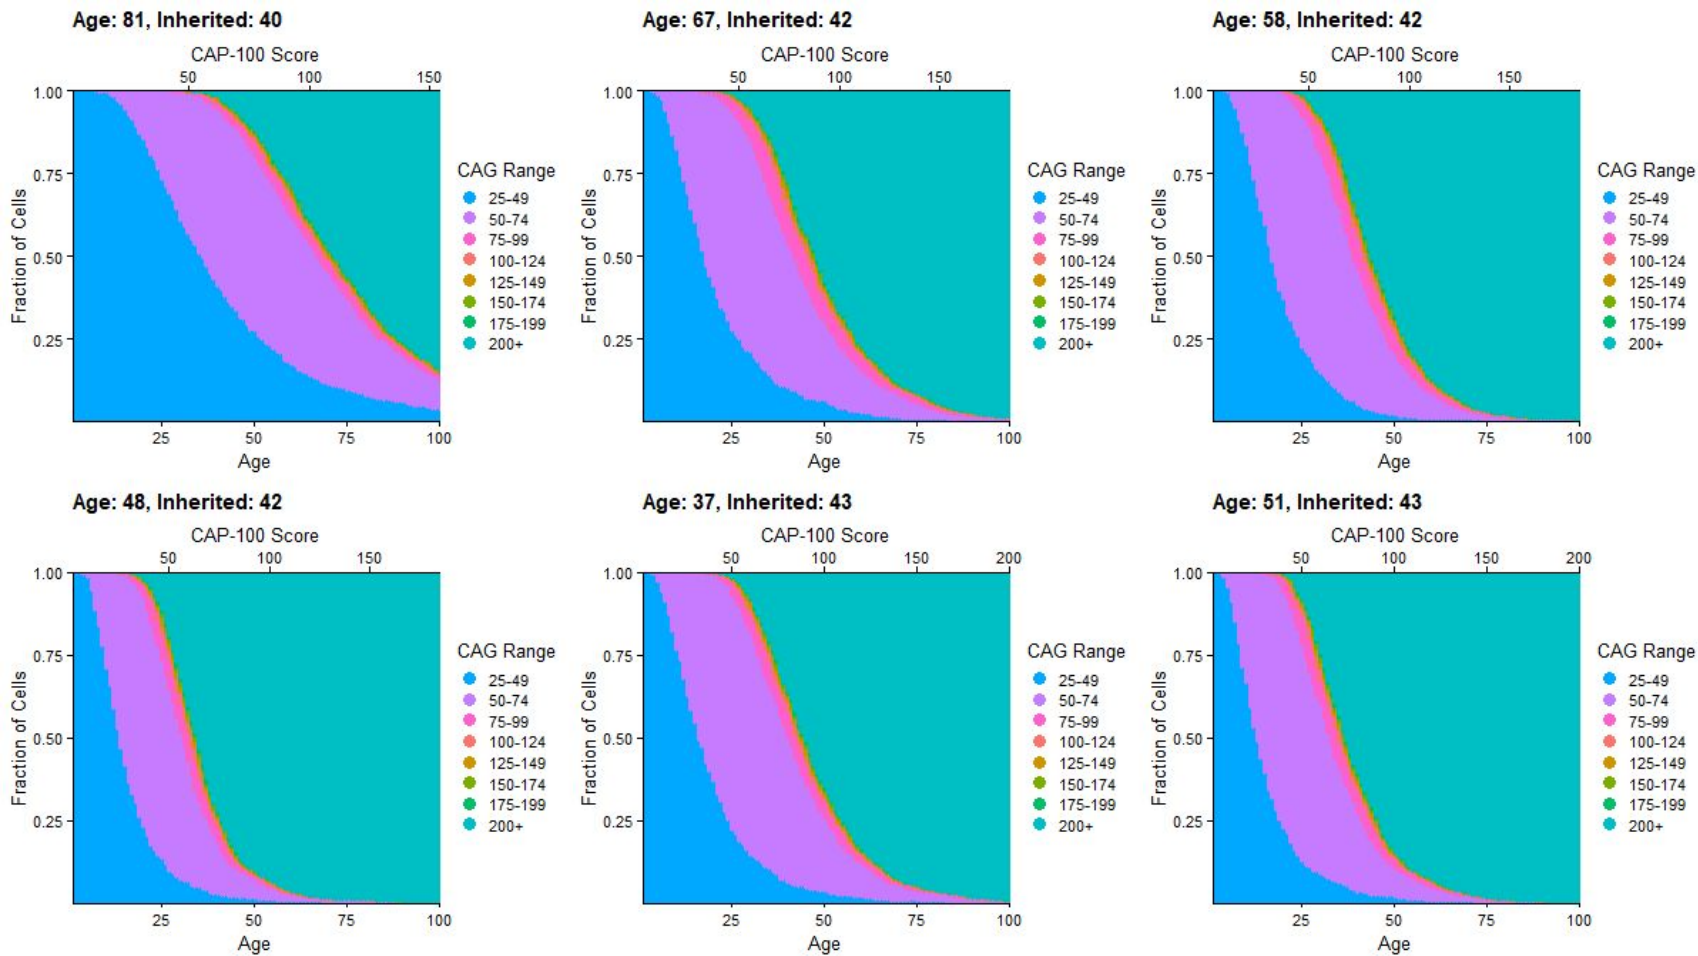 Age: 81, Inherited: 40
CAP-100 Score
50 100 150
1.00
0.75
0.50
0.25
Fraction of Cells
25 50 75 100
Age
CAG Range
25-49
50-74
75-99
100-124
125-149
150-174
175-199
200+
Age: 67, Inherited: 42
CAP-100 Score
50 100 150
1.00
0.75
0.50
0.25
Fraction of Cells
25 50 75 100
Age
CAG Range
25-49
50-74
75-99
100-124
125-149
150-174
175-199
200+
Age: 58, Inherited: 42
CAP-100 Score
50 100 150
1.00
0.75
0.50
0.25
Fraction of Cells
25 50 75 100
Age
CAG Range
25-49
50-74
75-99
100-124
125-149
150-174
175-199
200+
Age: 48, Inherited: 42
CAP-100 Score
50 100 150
1.00
0.75
0.50
0.25
Fraction of Cells
25 50 75 100
Age
CAG Range
25-49
50-74
75-99
100-124
125-149
150-174
175-199
200+
Age: 37, Inherited: 43
CAP-100 Score
50 100 150 200
1.00
0.75
0.50
0.25
Fraction of Cells
25 50 75 100
Age
CAG Range
25-49
50-74
75-99
100-124
125-149
150-174
175-199
200+
Age: 51, Inherited: 43
CAP-100 Score
50 100 150 200
1.00
0.75
0.50
0.25
Fraction of Cells
25 50 75 100
Age
CAG Range
25-49
50-74
75-99
100-124
125-149
150-174
175-199
200+